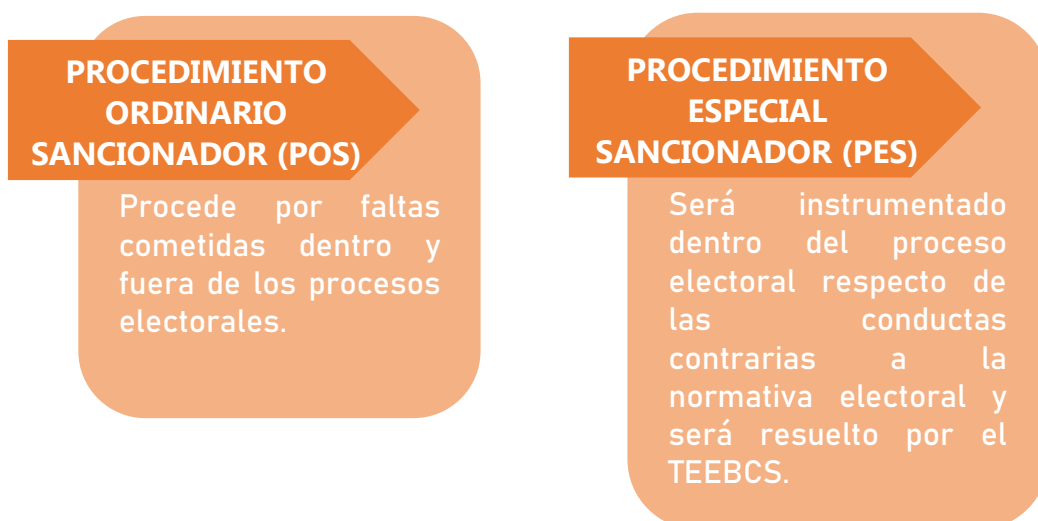 PROCEDIMIENTO
ORDINARIO
SANCIONADOR (POS)
Procede por faltas
cometidas dentro y
fuera de los procesos
electorales.
PROCEDIMIENTO
ESPECIAL
SANCIONADOR (PES)
Será instrumentado
dentro del proceso
electoral respecto de
las conductas
contrarias a la
normativa electoral y
será resuelto por el
TEEBCS.